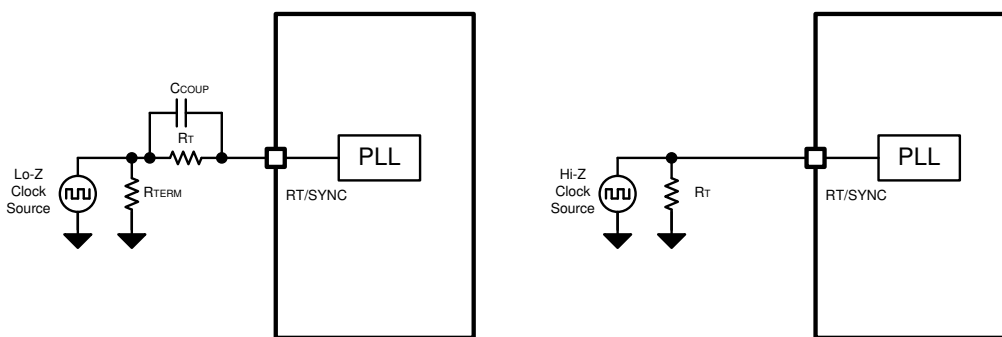 CCOUP
RT
PLL
Lo-Z
Clock
Source
RTERM
RT/SYNC
Hi-Z
Clock
Source
RT
PLL
RT/SYNC